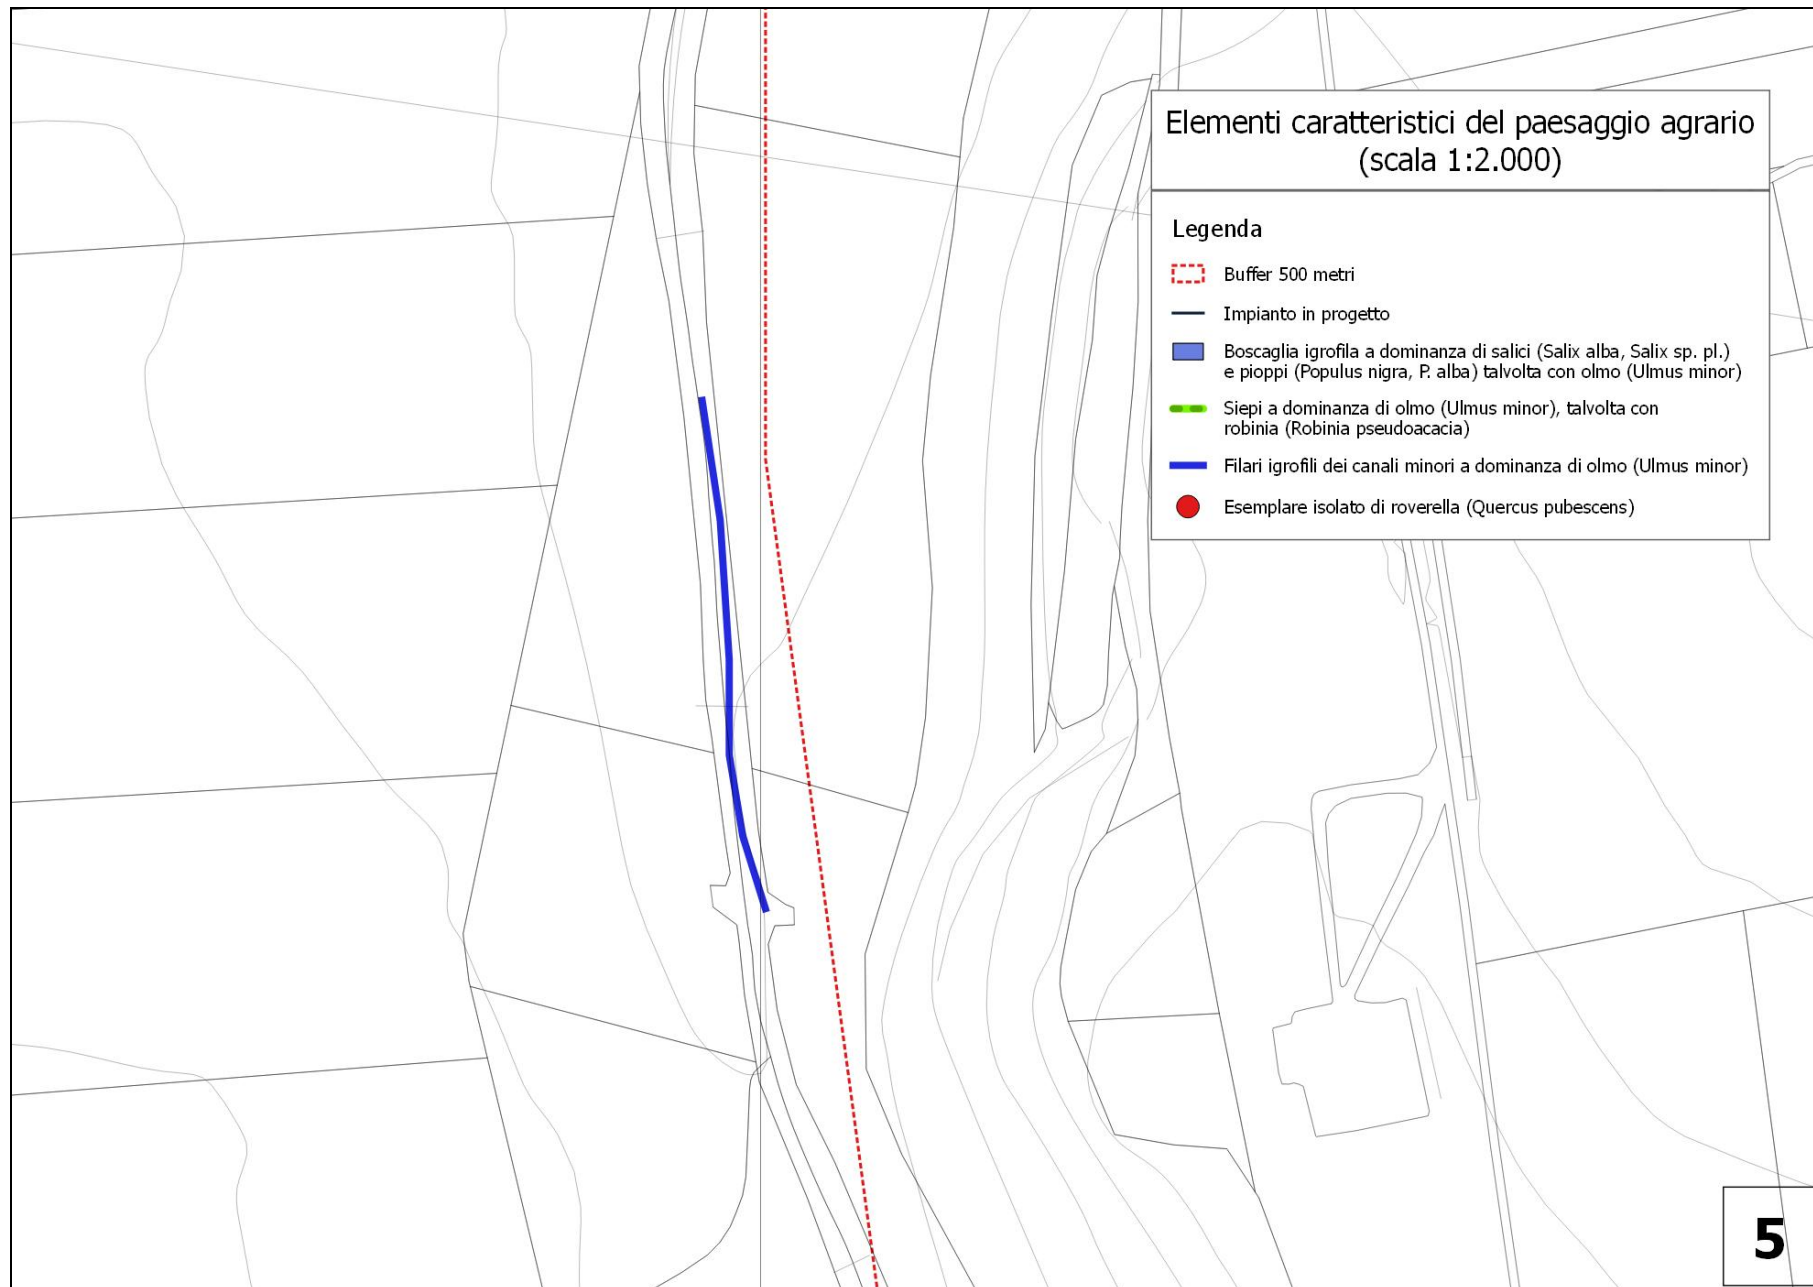 Elementi caratteristici del paesaggio agrario
(scala 1:2.000)
Legenda
Buffer 500 metri
Impianto in progetto
Boscaglia igrofila a dominanza di salici (Salix alba, Salix sp. pl.)
e pioppi (Populus nigra, P. alba) talvolta con olmo (Ulmus minor)
Siepi a dominanza di olmo (Ulmus minor), talvolta con
robinia (Robinia pseudoacacia)
Filari igrofili dei canali minori a dominanza di olmo (Ulmus minor)
Esemplare isolato di roverella (Quercus pubescens)
5